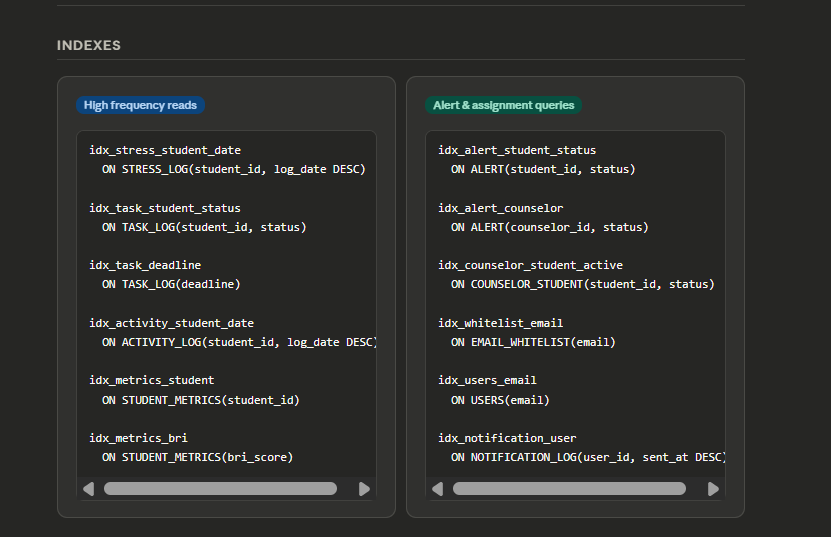 INDEXES
High frequency reads
idx_stress_student_date
ON STRESS_LOG(student_id, log_date DESC)
idx_task_student_status
ON TASK_LOG(student_id, status)
idx_task_deadline
ON TASK_LOG(deadline)
idx_activity_student_date
ON ACTIVITY_LOG(student_id, log_date DESC)
idx_metrics_student
ON STUDENT_METRICS(student_id)
idx_metrics_bri
ON STUDENT_METRICS(bri_score)
Alert & assignment queries
idx_alert_student_status
ON ALERT(student_id, status)
idx_alert_counselor
ON ALERT(counselor_id, status)
idx_counselor_student_active
ON COUNSELOR_STUDENT(student_id, status)
idx_whitelist_email
ON EMAIL_WHITELIST(email)
idx_users_email
ON USERS(email)
idx_notification_user
ON NOTIFICATION_LOG(user_id, sent_at DESC)